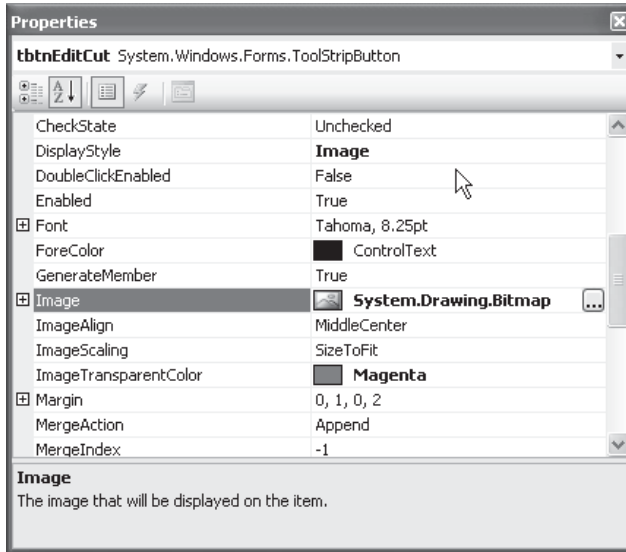 Properties
tbtnEditCut System.Windows.Forms.ToolStripButton
CheckState Unchecked
DisplayStyle Image
DoubleClickEnabled False
Enabled True
Font Tahoma, 8.25pt
ForeColor ControlText
GenerateMember True
Image System.Drawing.Bitmap ...
ImageAlign MiddleCenter
ImageScaling SizeToFit
ImageTransparentColor Magenta
Margin 0, 1, 0, 2
MergeAction Append
MergeIndex -1
Image
The image that will be displayed on the item.